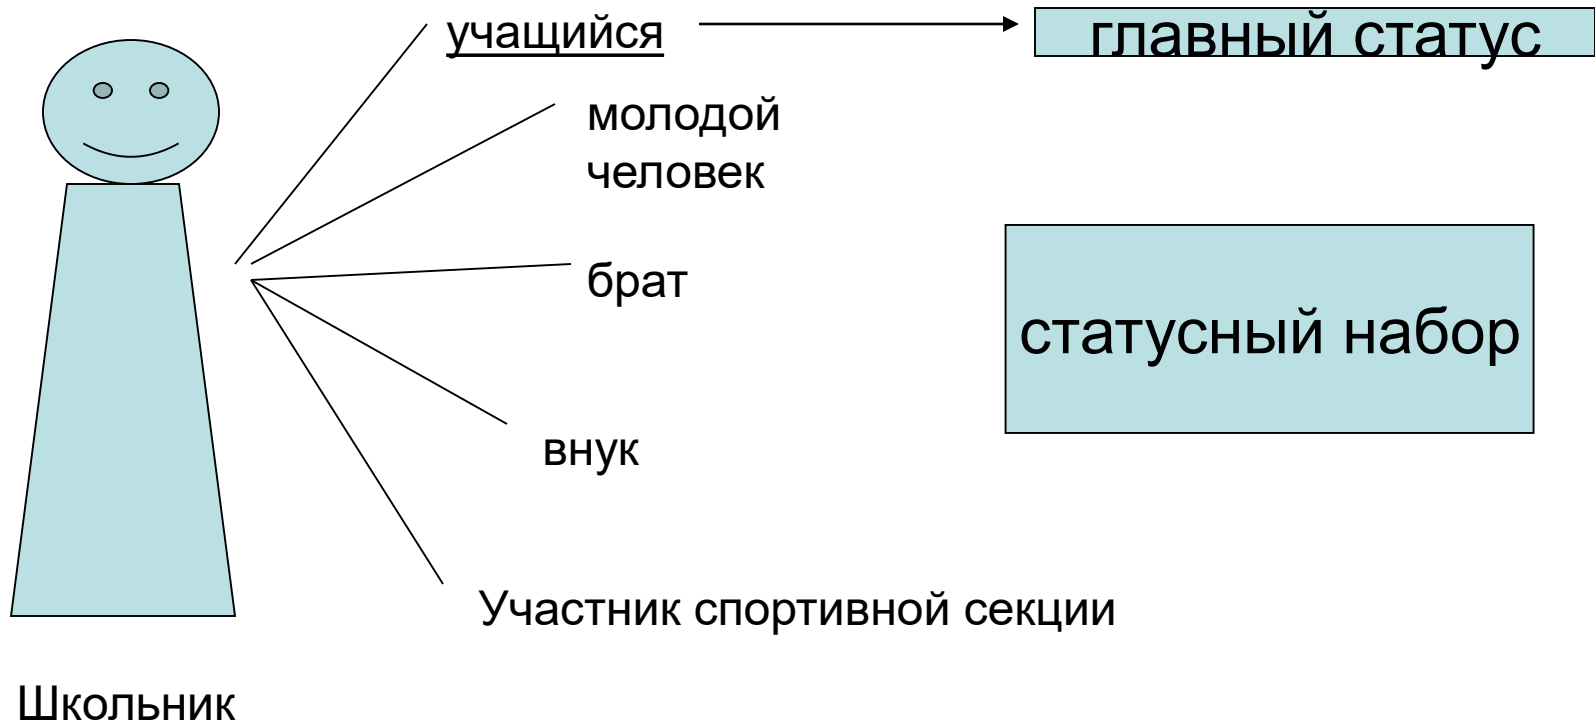 учащийся
главный статус
молодой
человек
брат
статусный набор
внук
Участник спортивной секции
Школьник